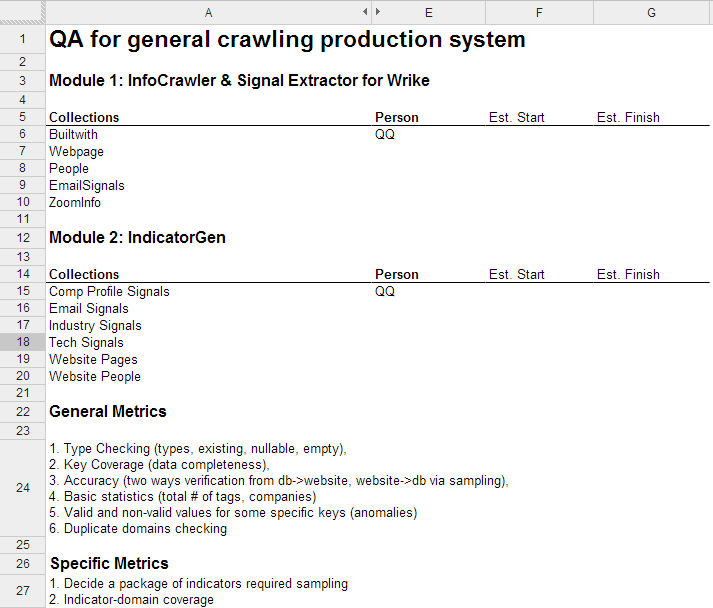 A E F G
1 QA for general crawling production system
2
3 Module 1: InfoCrawler & Signal Extractor for Wrike
4
5 Collections Person Est. Start Est. Finish
6 Builtwith QQ
7 Webpage
8 People
9 EmailSignals
10 ZoomInfo
11
12 Module 2: IndicatorGen
13
14 Collections Person Est. Start Est. Finish
15 Comp Profile Signals QQ
16 Email Signals
17 Industry Signals
18 Tech Signals
19 Website Pages
20 Website People
21
22 General Metrics
23
1. Type Checking (types, existing, nullable, empty),
2. Key Coverage (data completeness),
24 3. Accuracy (two ways verification from db->website, website->db via sampling),
4. Basic statistics (total # of tags, companies)
5. Valid and non-valid values for some specific keys (anomalies)
6. Duplicate domains checking
25
26 Specific Metrics
27 1. Decide a package of indicators required sampling
2. Indicator-domain coverage